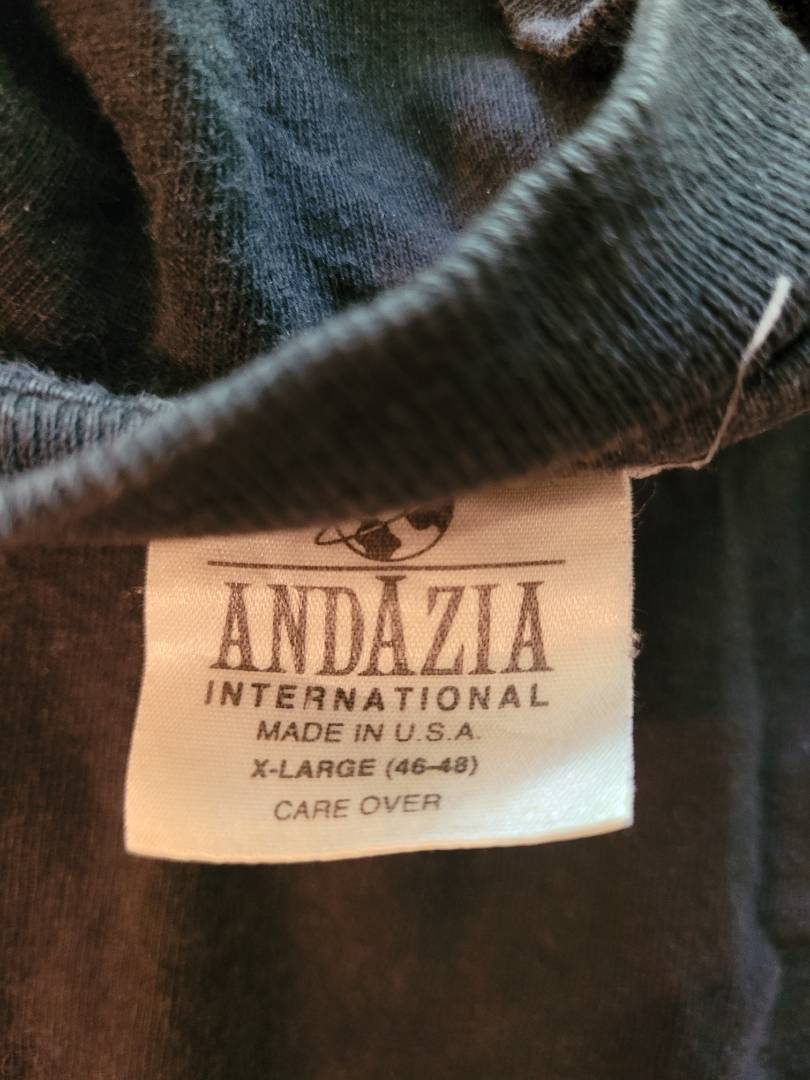 ANDAZIA
INTERNATIONAL
MADE IN U.S.A.
X-LARGE (46-48)
CARE OVER